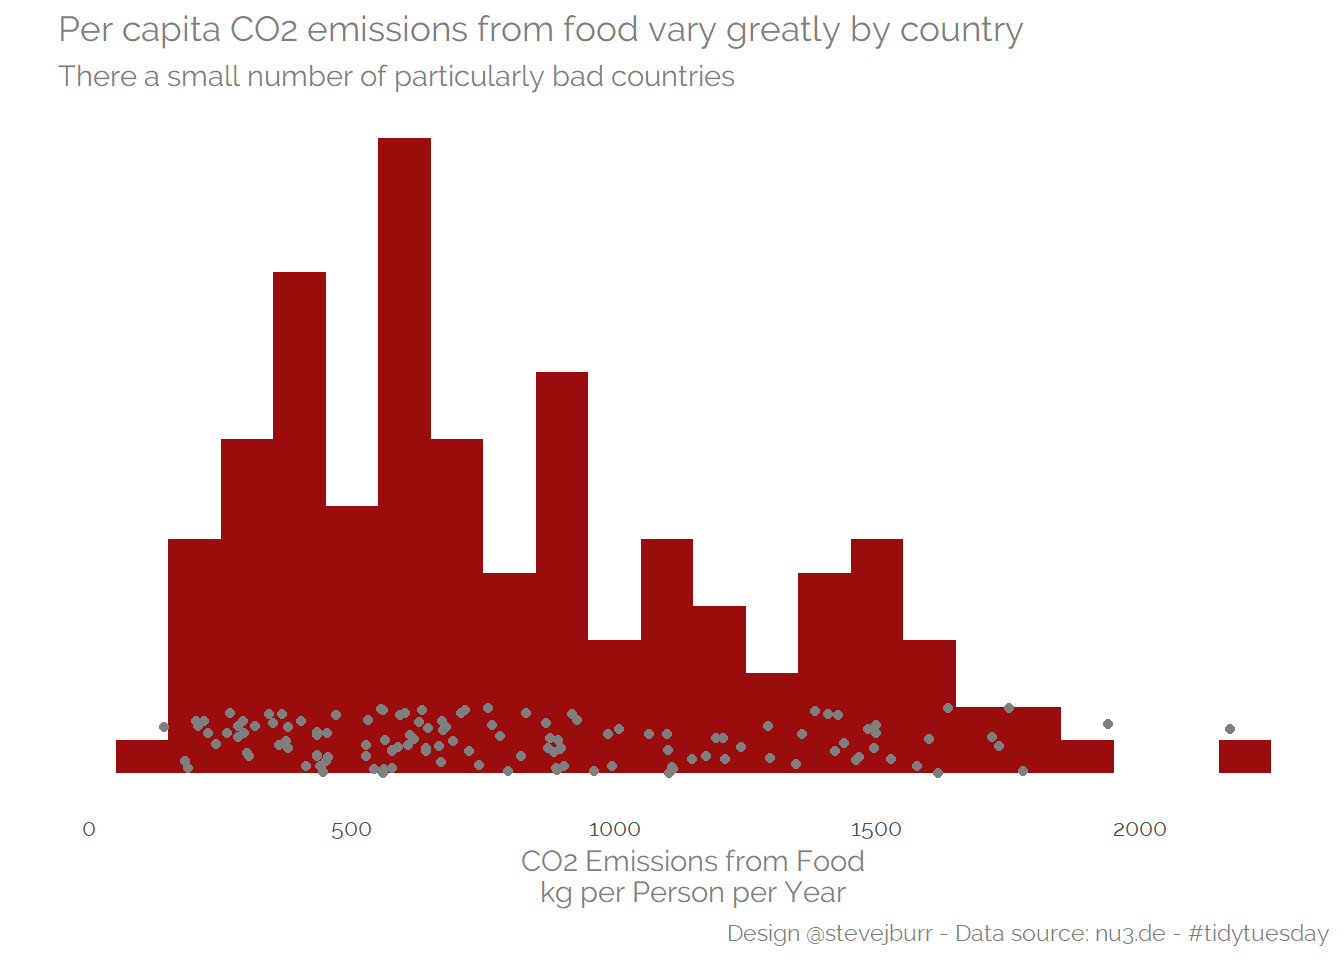 Per capita CO2 emissions from food vary greatly by country
There a small number of particularly bad countries
0 500 1000 1500 2000
CO2 Emissions from Food
kg per Person per Year
Design @stevejburr - Data source: nu3.de - #tidytuesday